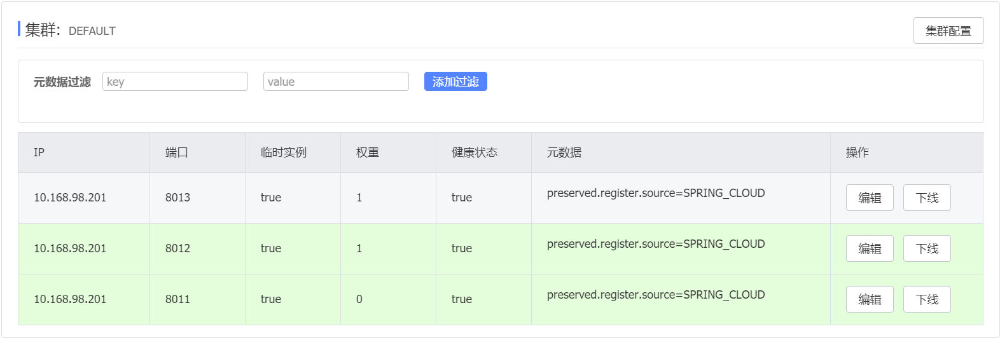 集群: DEFAULT
集群配置
元数据过滤 key value 添加过滤
IP 端口 临时实例 权重 健康状态 元数据 操作
10.168.98.201 8013 true 1 true preserved.register.source=SPRING_CLOUD 编辑 下线
10.168.98.201 8012 true 1 true preserved.register.source=SPRING_CLOUD 编辑 下线
10.168.98.201 8011 true 0 true preserved.register.source=SPRING_CLOUD 编辑 下线